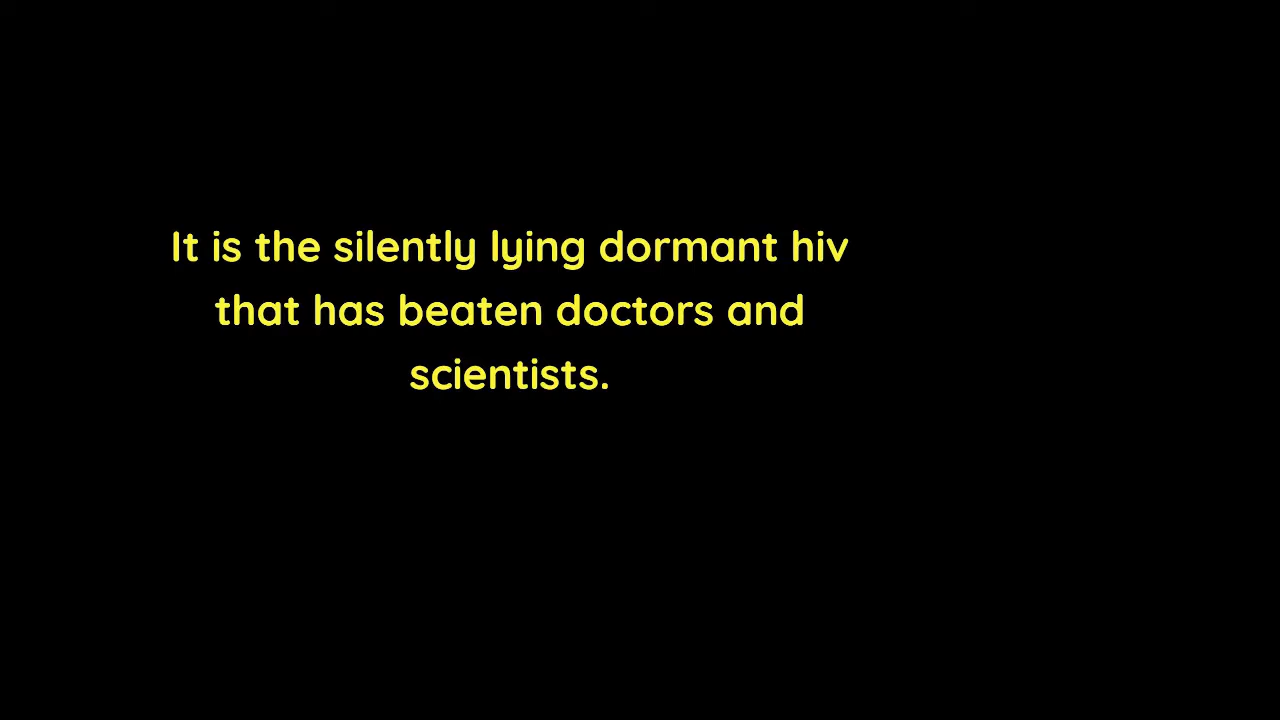 It is the silently lying dormant hiv
that has beaten doctors and
scientists.